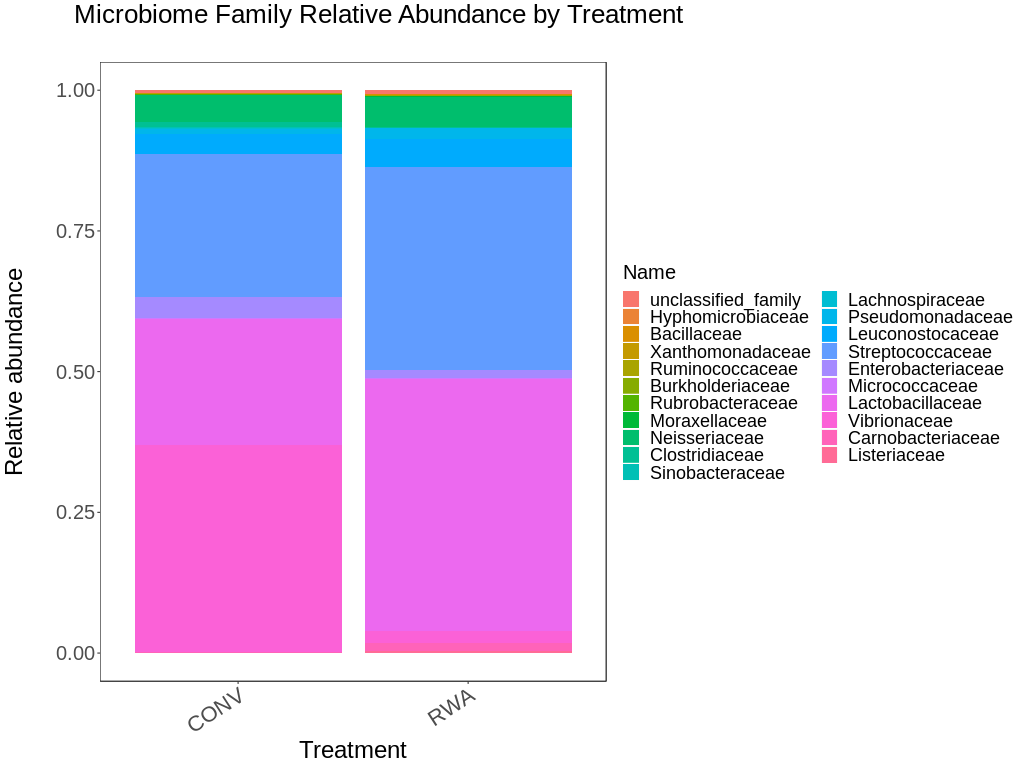 Microbiome Family Relative Abundance by Treatment
Relative abundance
1.00
0.75
0.50
0.25
0.00
CONV
RWA
Treatment
Name
unclassified_family
Hyphomicrobiaceae
Bacillaceae
Xanthomonadaceae
Ruminococcaceae
Burkholderiaceae
Rubrobacteraceae
Moraxellaceae
Neisseriaceae
Clostridiaceae
Sinobacteraceae
Lachnospiraceae
Pseudomonadaceae
Leuconostocaceae
Streptococcaceae
Enterobacteriaceae
Micrococcaceae
Lactobacillaceae
Vibrionaceae
Carnobacteriaceae
Listeriaceae